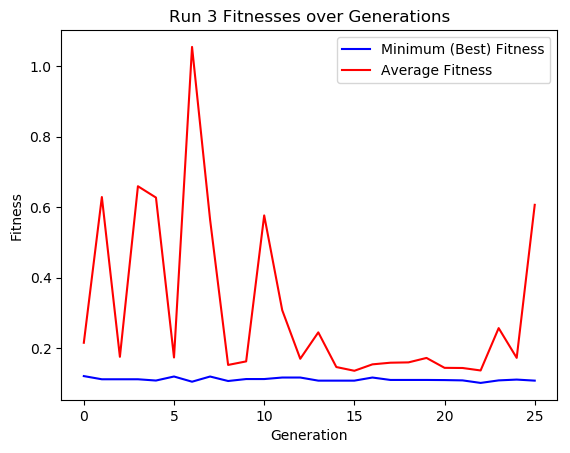 Run 3 Fitnesses over Generations
Minimum (Best) Fitness
Average Fitness
Fitness
1.0
0.8
0.6
0.4
0.2
0 5 10 15 20 25
Generation